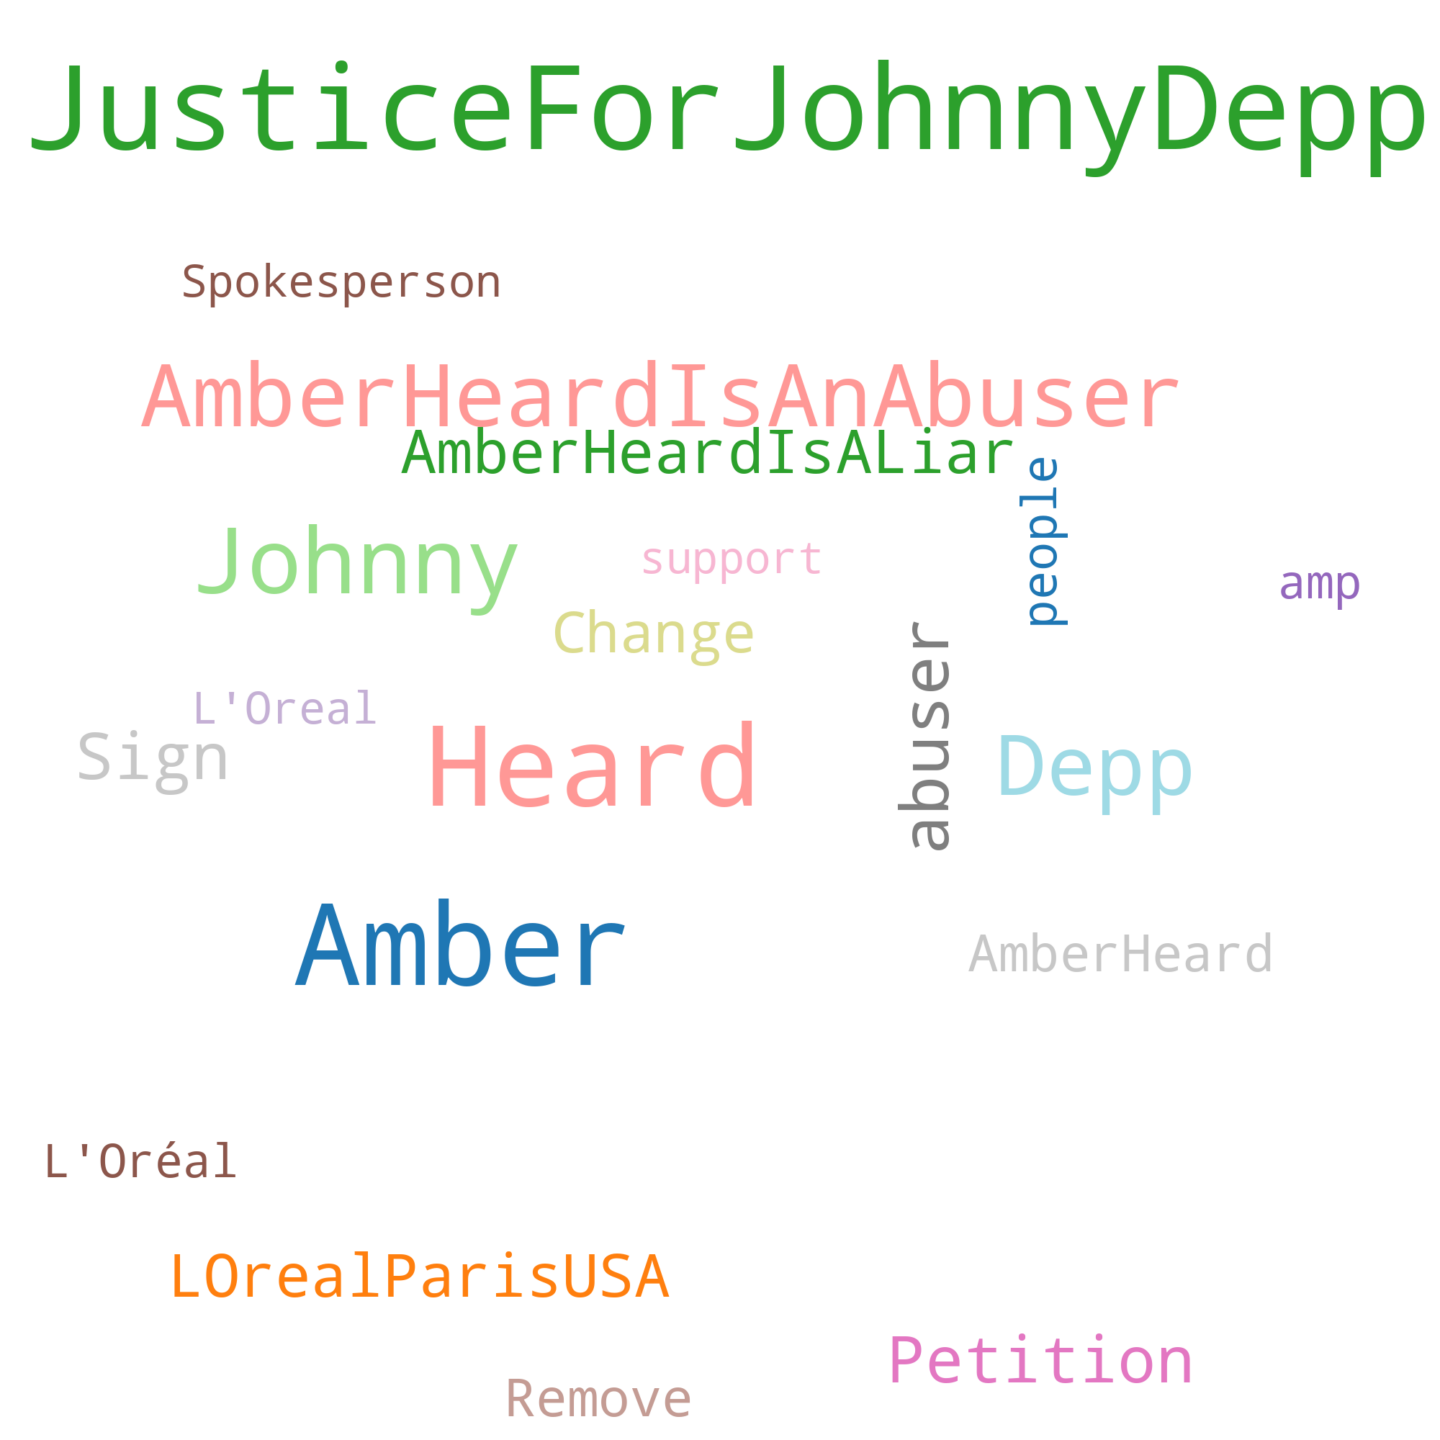 JusticeForJohnnyDepp
Spokesperson
AmberHeardIsAnAbuser
AmberHeardIsALiar
people
Johnny
support
amp
Change
abuser
L'Oreal
Sign
Heard
Depp
Amber
AmberHeard
L'Oréal
LOrealParisUSA
Petition
Remove